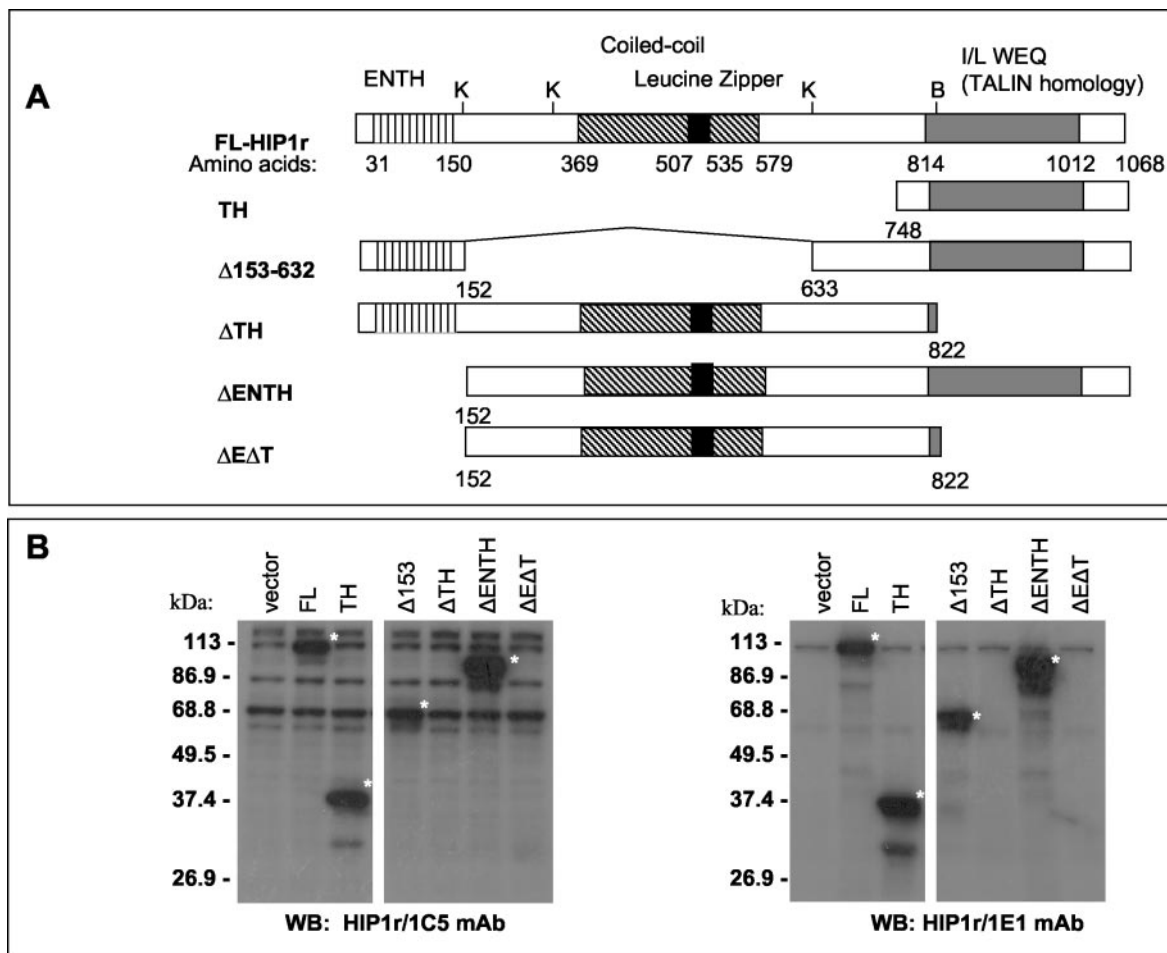 A
Coiled-coil
ENTH
Leucine Zipper
I/L WEQ
(TALIN homology)
K K K B
FL-HIP1r
Amino acids: 31 150 369 507 535 579 814 1012 1068
TH
748
Δ153-632
152 633
ΔTH
822
ΔENTH
152
ΔEΔT
152 822
B
kDa: vector FL TH Δ153 ΔTH ΔENTH ΔEΔT
113 -
86.9 -
68.8 -
49.5 -
37.4 -
26.9 -
* * * *
WB: HIP1r/1C5 mAb
kDa: vector FL TH Δ153 ΔTH ΔENTH ΔEΔT
113 -
86.9 -
68.8 -
49.5 -
37.4 -
26.9 -
* * * *
WB: HIP1r/1E1 mAb